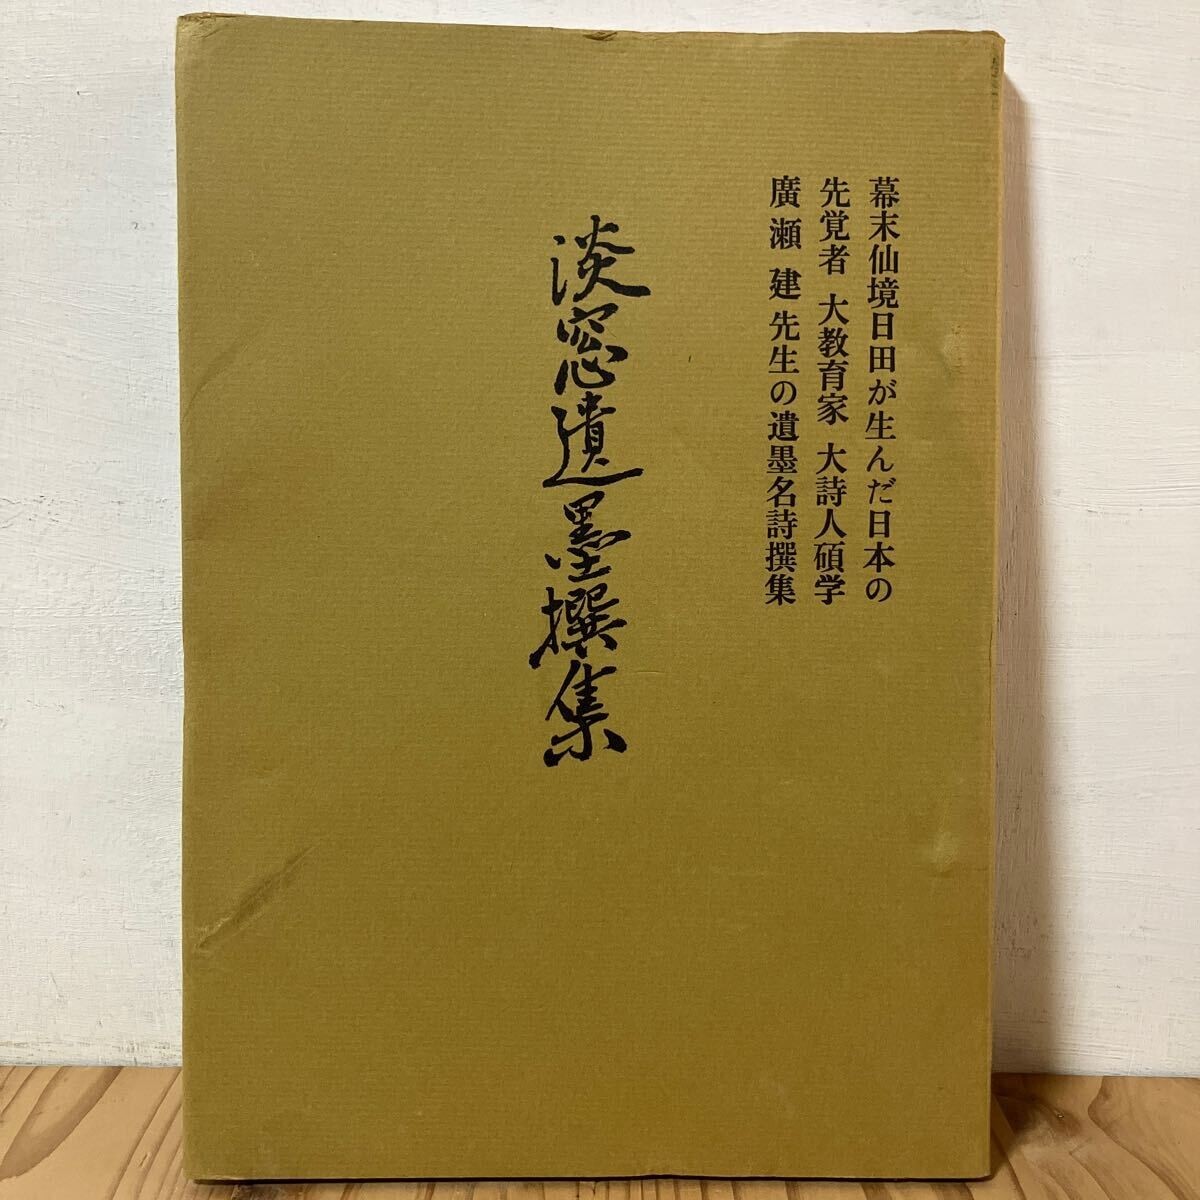 幕末仙境日田が生んだ日本の
先覚者 大教育家 大詩人碩学
廣瀬 建先生の遺墨名詩撰集
淡窓遺墨撰集